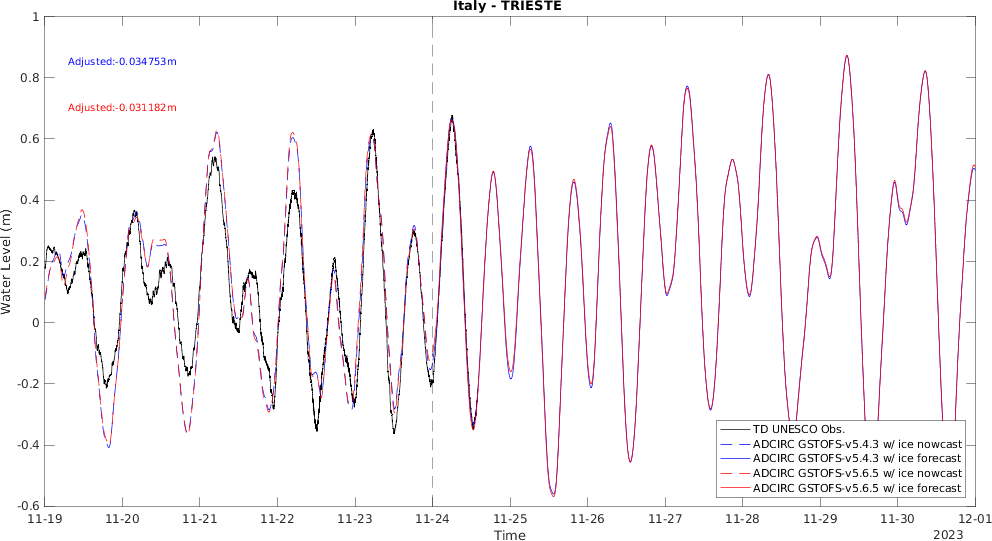 Italy - TRIESTE
Adjusted:-0.034753m
Adjusted:-0.031182m
Water Level (m)
1
0.8
0.6
0.4
0.2
0
-0.2
-0.4
-0.6
TD UNESCO Obs.
ADCIRC GSTOFS-v5.4.3 w/ ice nowcast
ADCIRC GSTOFS-v5.4.3 w/ ice forecast
ADCIRC GSTOFS-v5.6.5 w/ ice nowcast
ADCIRC GSTOFS-v5.6.5 w/ ice forecast
11-19 11-20 11-21 11-22 11-23 11-24 11-25 11-26 11-27 11-28 11-29 11-30 12-01
Time
2023